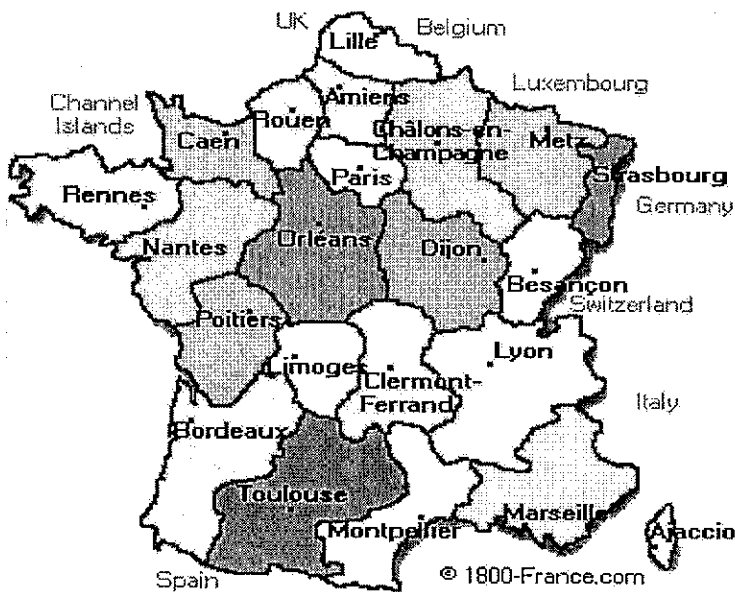 UK
Belgium
Lille
Luxembourg
Channel
Islands
Amiens
Rouen
Châlons-en-
Champagne
Caen
Metz
Paris
Strasbourg
Rennes
Germany
Nantes
Orléans
Dijon
Besançon
Switzerland
Poitiers
Lyon
Limoges
Clermont-
Ferrand
Italy
Bordeaux
Toulouse
Marseille
Montpellier
Ajaccio
Spain
© 1800-France.com